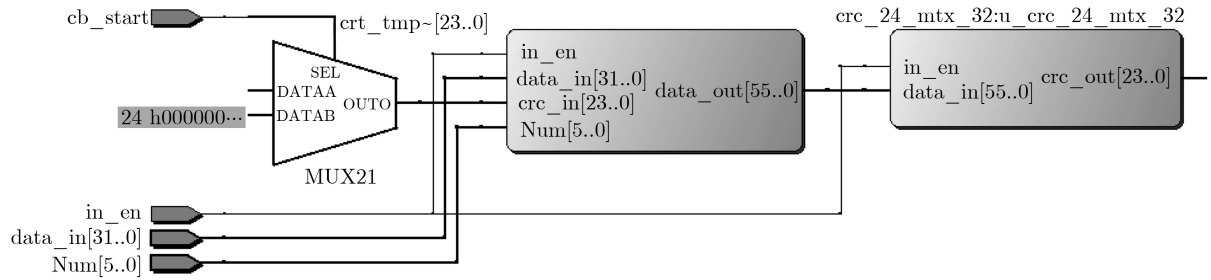 cb_start
crt_tmp~[23..0]
SEL
DATAA
DATAB
OUTO
24 h000000…
MUX21
in_en
data_in[31..0]
crc_in[23..0]
Num[5..0]
data_out[55..0]
crc_24_mtx_32:u_crc_24_mtx_32
in_en
data_in[55..0]
crc_out[23..0]
in_en
data_in[31..0]
Num[5..0]